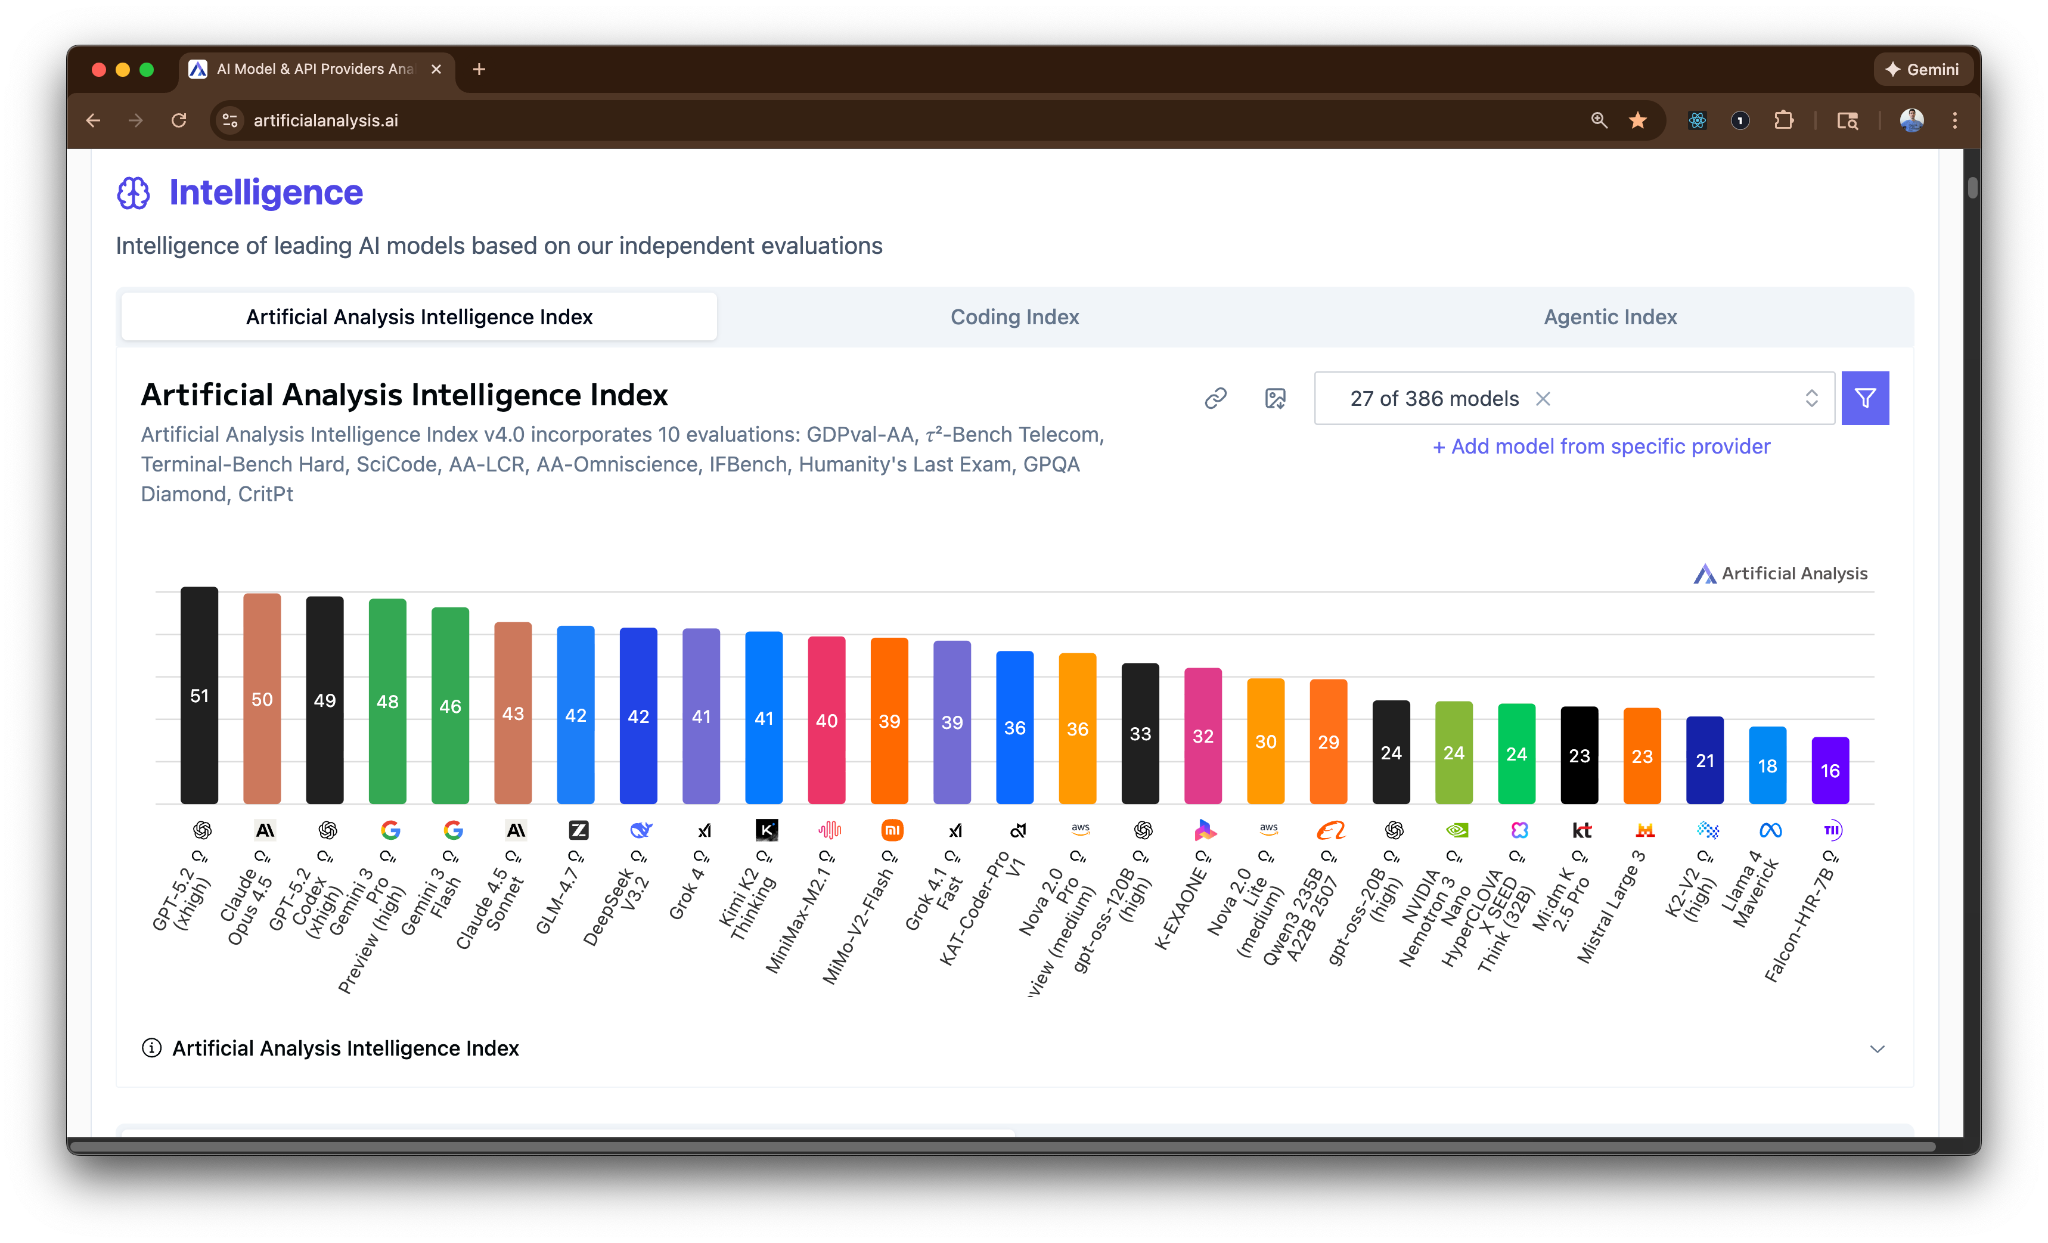 AI Model & API Providers Ana
Gemini
artificialanalysis.ai
Intelligence
Intelligence of leading AI models based on our independent evaluations
Artificial Analysis Intelligence Index
Coding Index
Agentic Index
Artificial Analysis Intelligence Index
27 of 386 models
Artificial Analysis Intelligence Index v4.0 incorporates 10 evaluations: GDPval-AA, τ²-Bench Telecom,
Terminal-Bench Hard, SciCode, AA-LCR, AA-Omniscience, IFBench, Humanity's Last Exam, GPQA
Diamond, CritPt
+ Add model from specific provider
Artificial Analysis
51
50
49
48
46
43
42
42
41
41
40
39
39
36
36
33
32
30
29
24
24
24
23
23
21
18
16
GPT-5.2
(xhigh)
Claude
Opus 4.5
GPT-5.2
Codex
(xhigh)
Gemini 3
Pro
Preview (high)
Gemini 3
Flash
Claude 4.5
Sonnet
GLM-4.7
DeepSeek
V3.2
Grok 4
Kimi K2
Thinking
MiniMax-M2.1
MiMo-V2-Flash
Grok 4.1
Fast
KAT-Coder-Pro
V1
Nova 2.0
Pro
view (medium)
gpt-oss-120B
(high)
K-EXAONE
aws
Nova 2.0
Lite
(medium)
aws
Qwen3 235B
A22B 2507
gpt-oss-20B
(high)
NVIDIA
Nemotron 3
Nano
HyperCLOVA
X SEED
Think (32B)
kt
Mi:dm K
2.5 Pro
Mistral Large 3
K2-V2
(high)
Llama 4
Maverick
TII
Falcon-H1R-7B
Artificial Analysis Intelligence Index